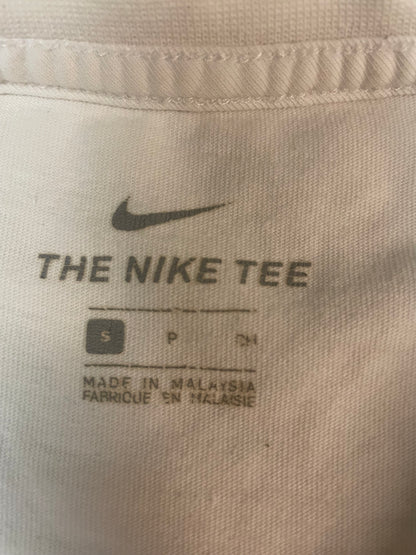 THE NIKE TEE
S P CH
MADE IN MALAYSIA
FABRIQUE EN MALAISIE